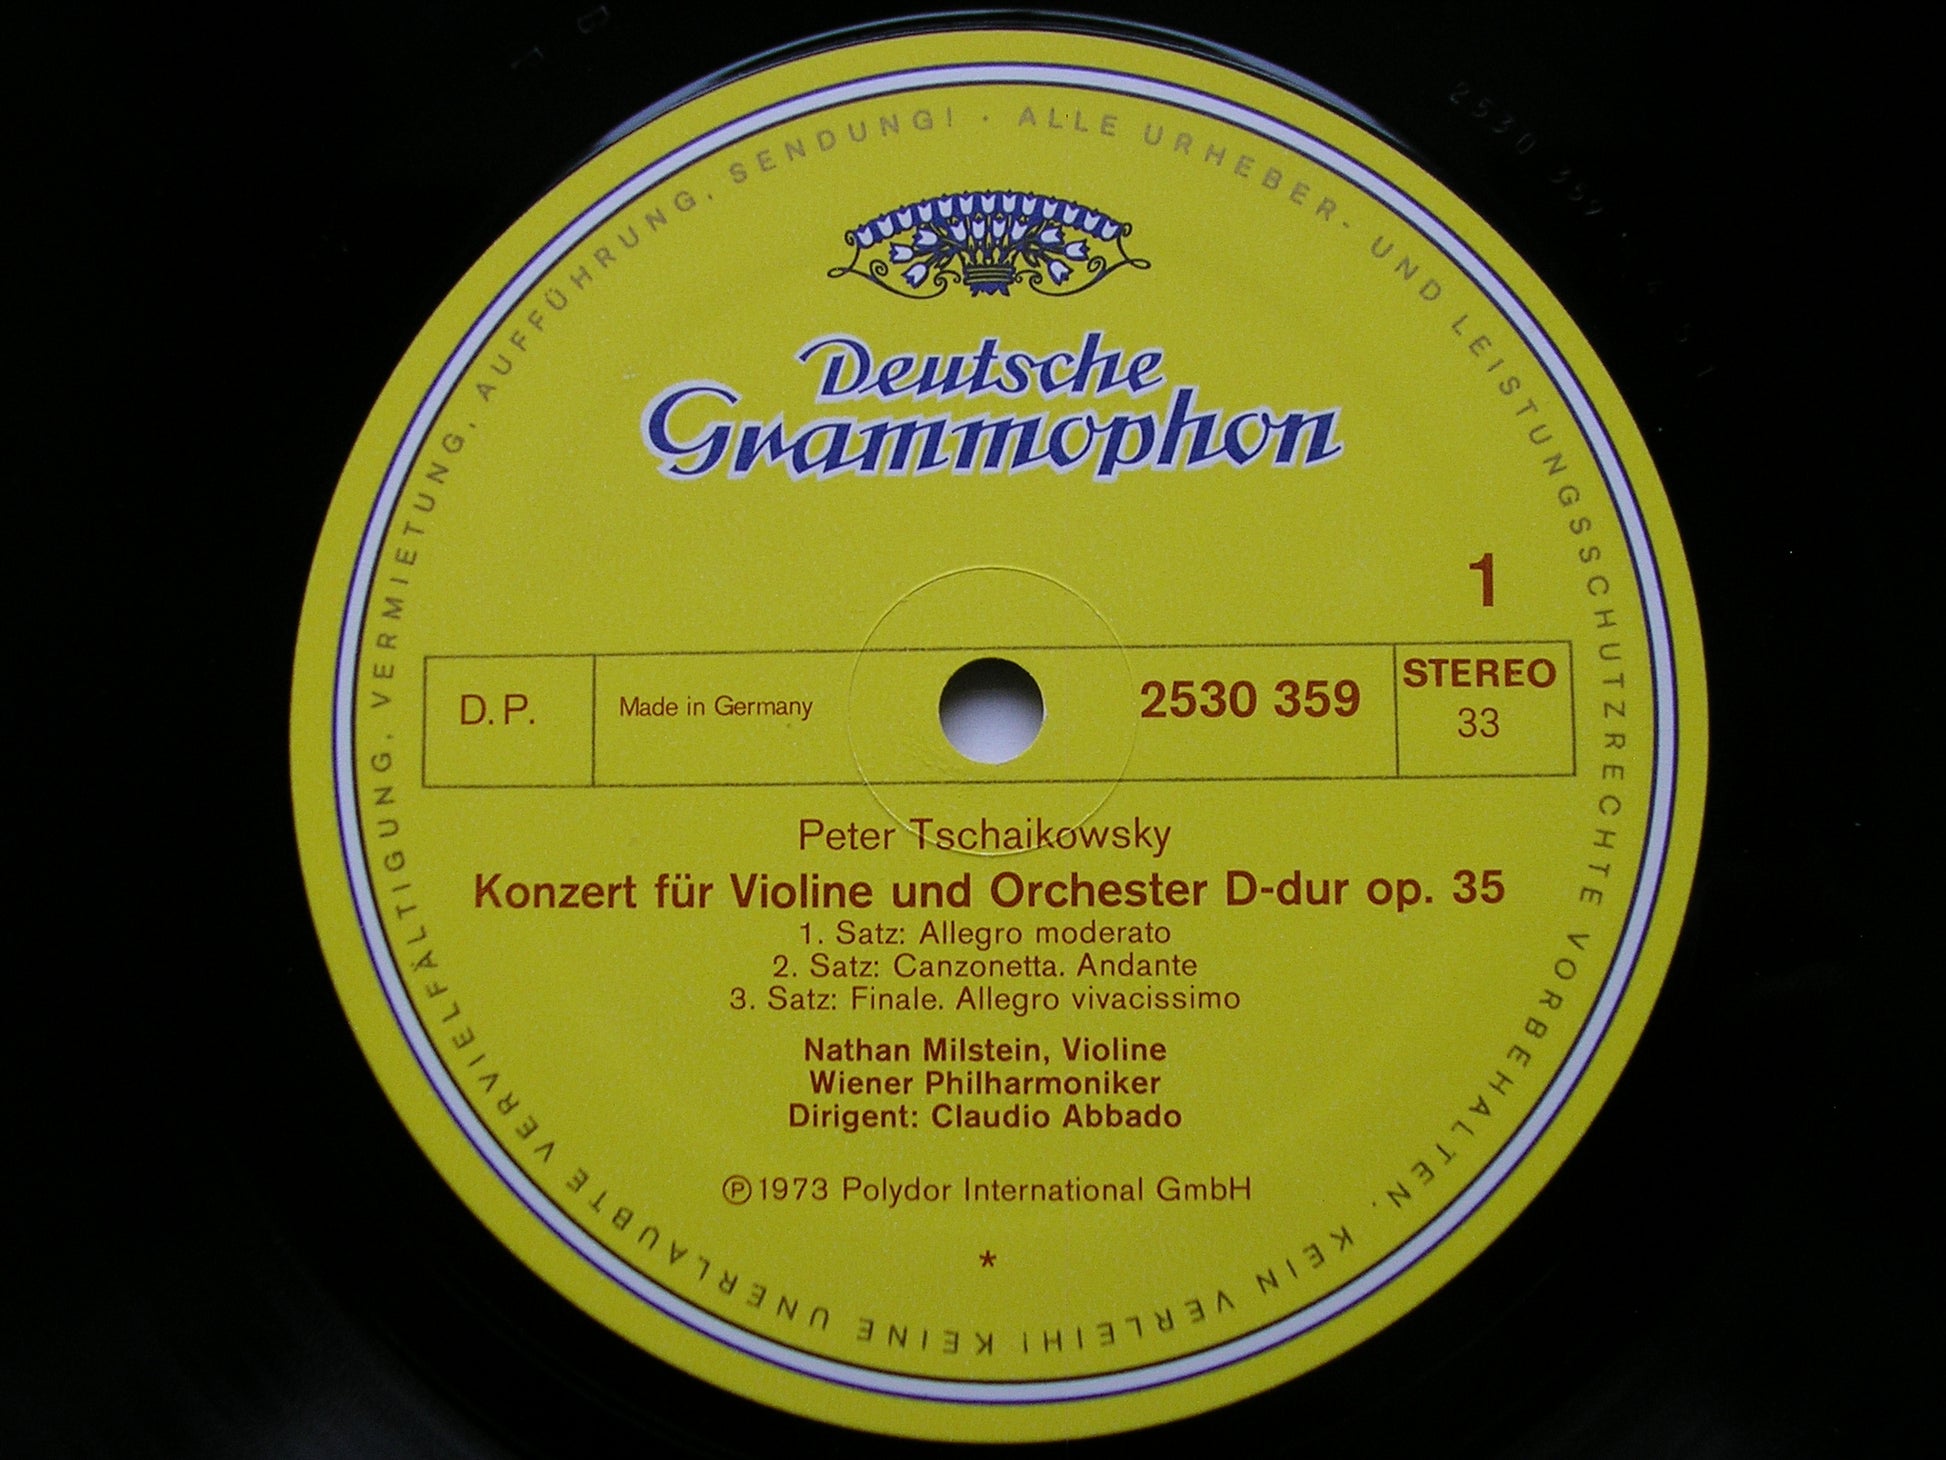 ALLE URHEBER- UND LEISTUNGSSCHUTZRECHTE VORBEHALTEN. KEIN VERLEIH! KEINE UNERLAUBTE VERVIELFÄLTIGUNG, VERMIETUNG, AUFFÜHRUNG, SENDUNG! ·
Deutsche
Grammophon
1
D.P.
Made in Germany
2530 359
STEREO
33
Peter Tschaikowsky
Konzert für Violine und Orchester D-dur op. 35
1. Satz: Allegro moderato
2. Satz: Canzonetta. Andante
3. Satz: Finale. Allegro vivacissimo
Nathan Milstein, Violine
Wiener Philharmoniker
Dirigent: Claudio Abbado
℗1973 Polydor International GmbH
*
2530 359